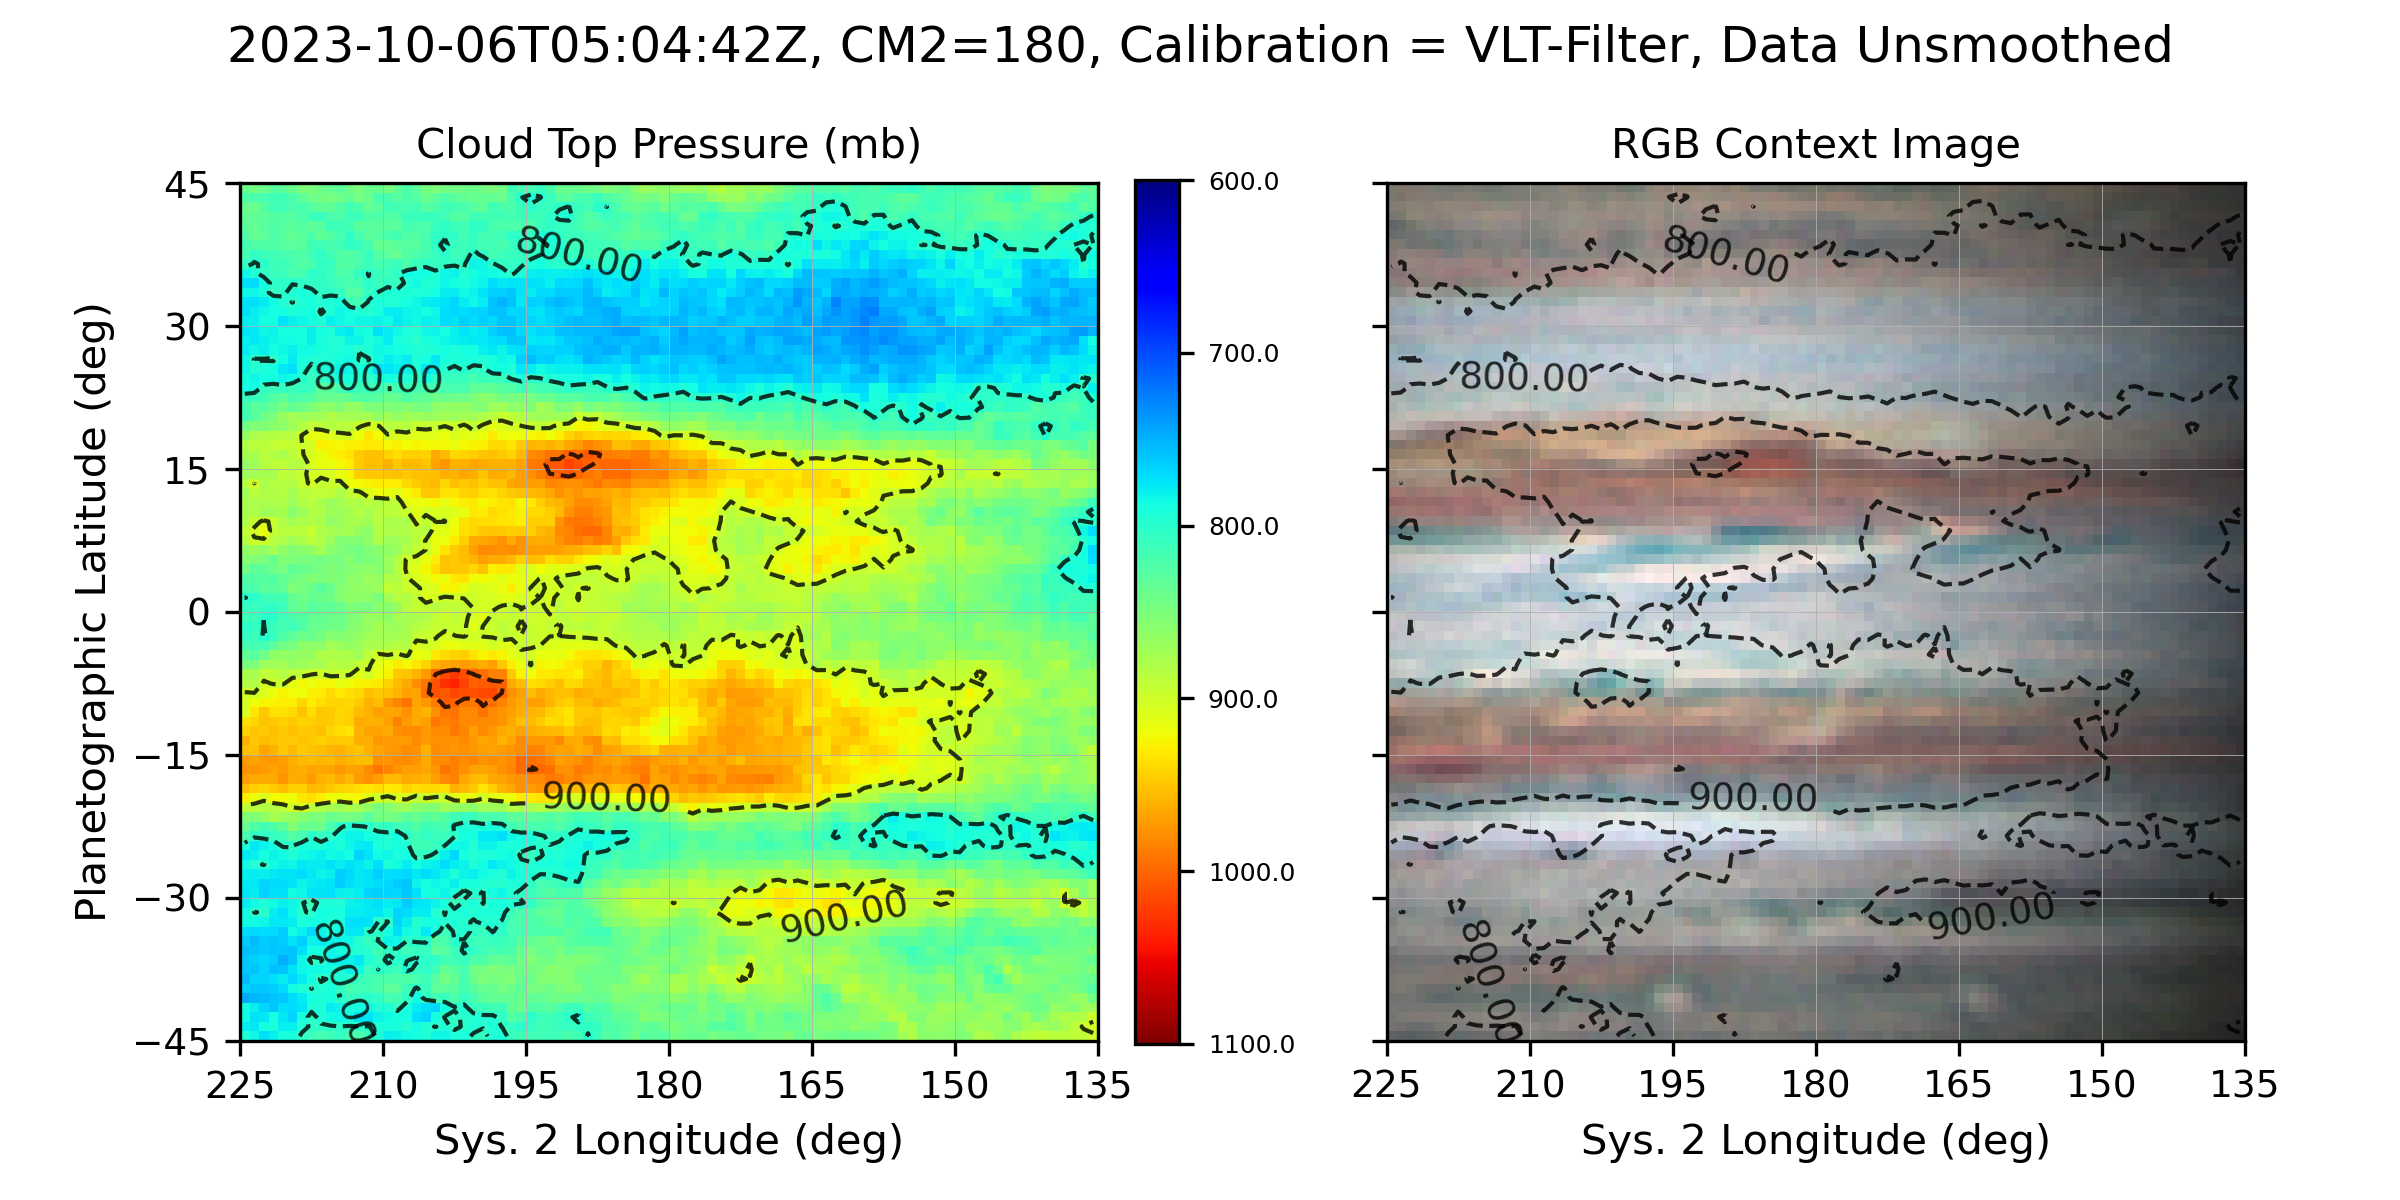 2023-10-06T05:04:42Z, CM2=180, Calibration = VLT-Filter, Data Unsmoothed
Cloud Top Pressure (mb)
Planetographic Latitude (deg)
45
30
15
0
−15
−30
−45
225 210 195 180 165 150 135
Sys. 2 Longitude (deg)
800.00
800.00
900.00
900.00
800.00
600.0
700.0
800.0
900.0
1000.0
1100.0
RGB Context Image
800.00
800.00
900.00
900.00
800.00
225 210 195 180 165 150 135
Sys. 2 Longitude (deg)